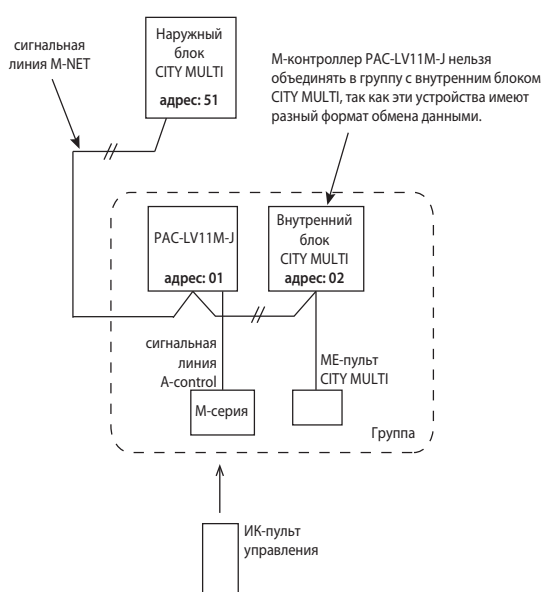 сигнальная
линия M-NET
Наружный
блок
CITY MULTI
адрес: 51
М-контроллер PAC-LV11M-J нельзя
объединять в группу с внутренним блоком
CITY MULTI, так как эти устройства имеют
разный формат обмена данными.
PAC-LV11M-J
адрес: 01
Внутренний
блок
CITY MULTI
адрес: 02
сигнальная
линия
A-control
М-серия
МЕ-пульт
CITY MULTI
Группа
ИК-пульт
управления